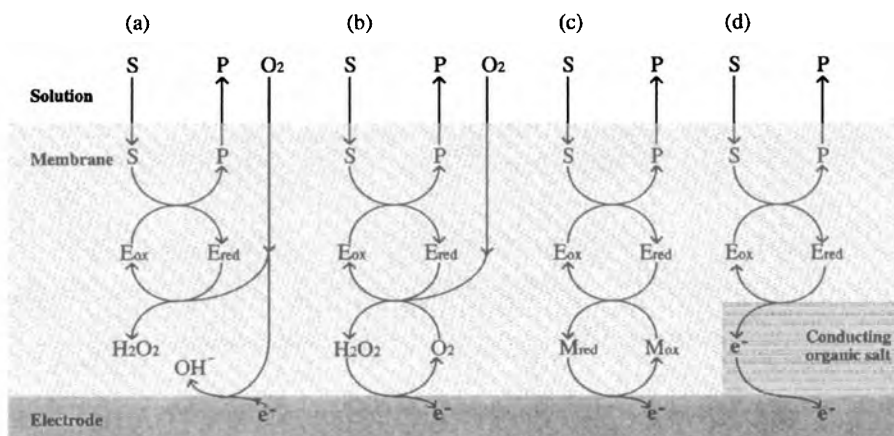 (a) (b) (c) (d)
S P O₂ S P O₂ S P S P
Solution
Membrane S P S P S P S P
Eox Ered Eox Ered Eox Ered Eox Ered
H₂O₂ H₂O₂ O₂ Mred Mox e⁻ Conducting
organic salt
OH⁻
Electrode e⁻ e⁻ e⁻ e⁻